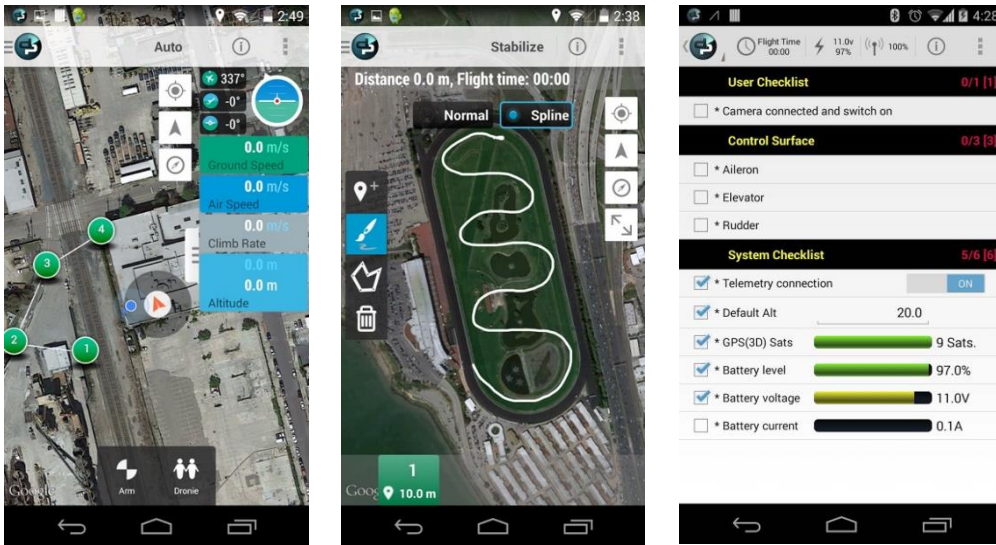 2:49
Auto
337°
-0°
-0°
0.0 m/s
Ground Speed
0.0 m/s
Air Speed
0.0 m/s
Climb Rate
0.0 m
0.0 m
Altitude
4
3
2
1
Arm
Dronie
Google
2:38
Stabilize
Distance 0.0 m, Flight time: 00:00
Normal
Spline
1
10.0 m
Goog
4:28
Flight Time
00:00
11.0v
97%
100%
User Checklist 0/1 [1]
* Camera connected and switch on
Control Surface 0/3 [3]
* Aileron
* Elevator
* Rudder
System Checklist 5/6 [6]
* Telemetry connection ON
* Default Alt 20.0
* GPS(3D) Sats 9 Sats.
* Battery level 97.0%
* Battery voltage 11.0V
* Battery current 0.1A